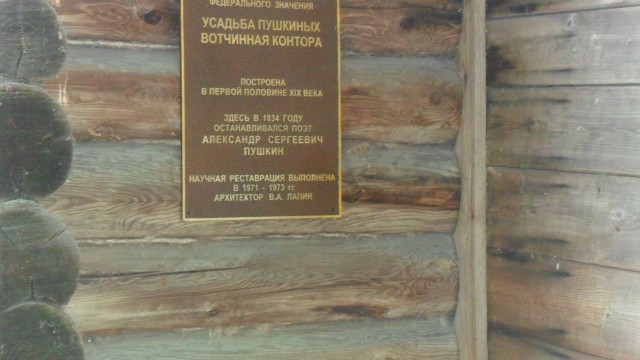 ФЕДЕРАЛЬНОГО ЗНАЧЕНИЯ
УСАДЬБА ПУШКИНЫХ
ВОТЧИННАЯ КОНТОРА
ПОСТРОЕНА
В ПЕРВОЙ ПОЛОВИНЕ XIX ВЕКА
ЗДЕСЬ В 1834 ГОДУ
ОСТАНАВЛИВАЛСЯ ПОЭТ
АЛЕКСАНДР СЕРГЕЕВИЧ
ПУШКИН
НАУЧНАЯ РЕСТАВРАЦИЯ ВЫПОЛНЕНА
В 1971 - 1973 гг
АРХИТЕКТОР В.А. ЛАПИН